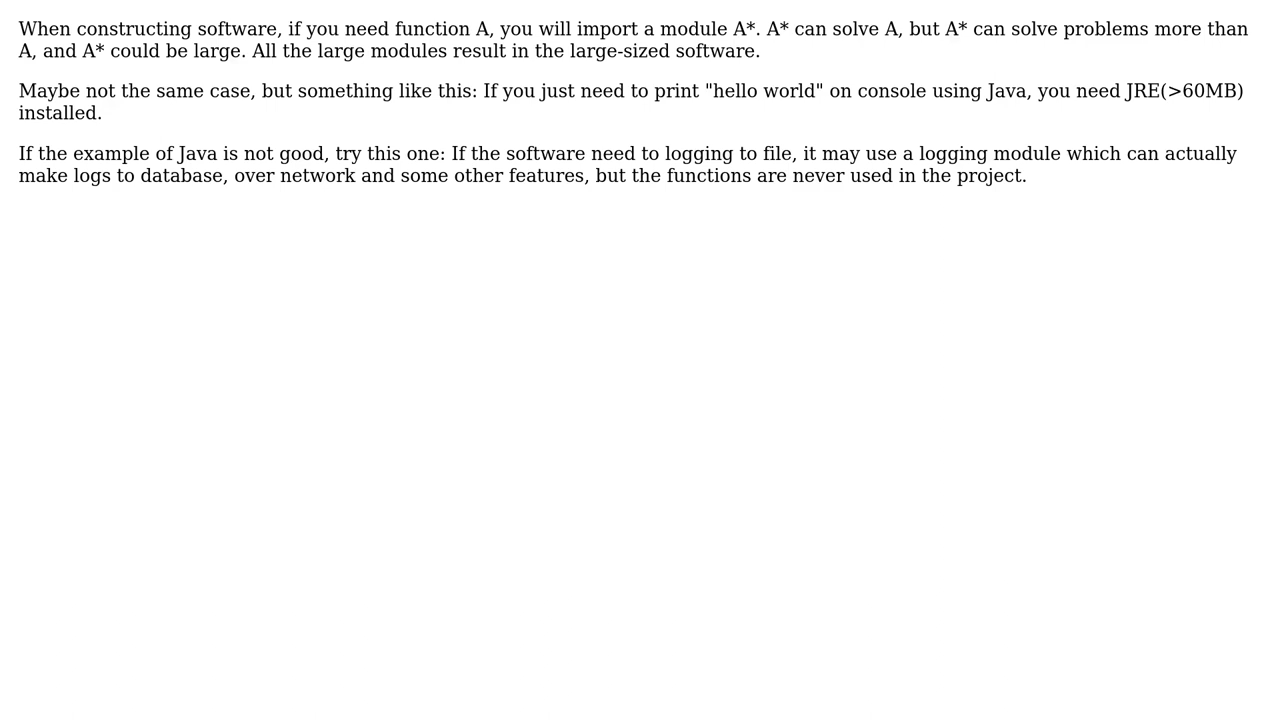 When constructing software, if you need function A, you will import a module A*. A* can solve A, but A* can solve problems more than
A, and A* could be large. All the large modules result in the large-sized software.
Maybe not the same case, but something like this: If you just need to print "hello world" on console using Java, you need JRE(>60MB)
installed.
If the example of Java is not good, try this one: If the software need to logging to file, it may use a logging module which can actually
make logs to database, over network and some other features, but the functions are never used in the project.